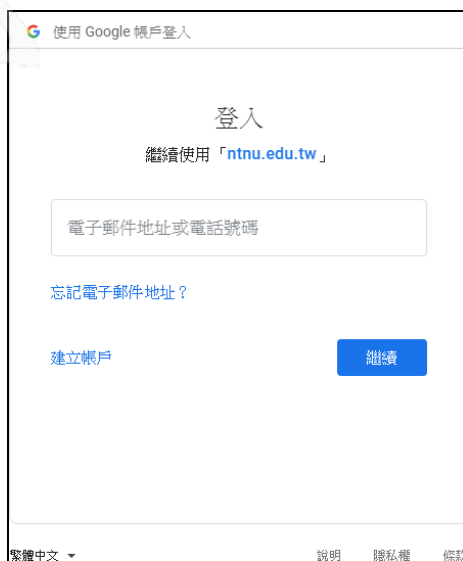 使用 Google 帳戶登入
登入
繼續使用「ntnu.edu.tw」
電子郵件地址或電話號碼
忘記電子郵件地址？
建立帳戶
繼續
繁體中文
說明 隱私權 條款